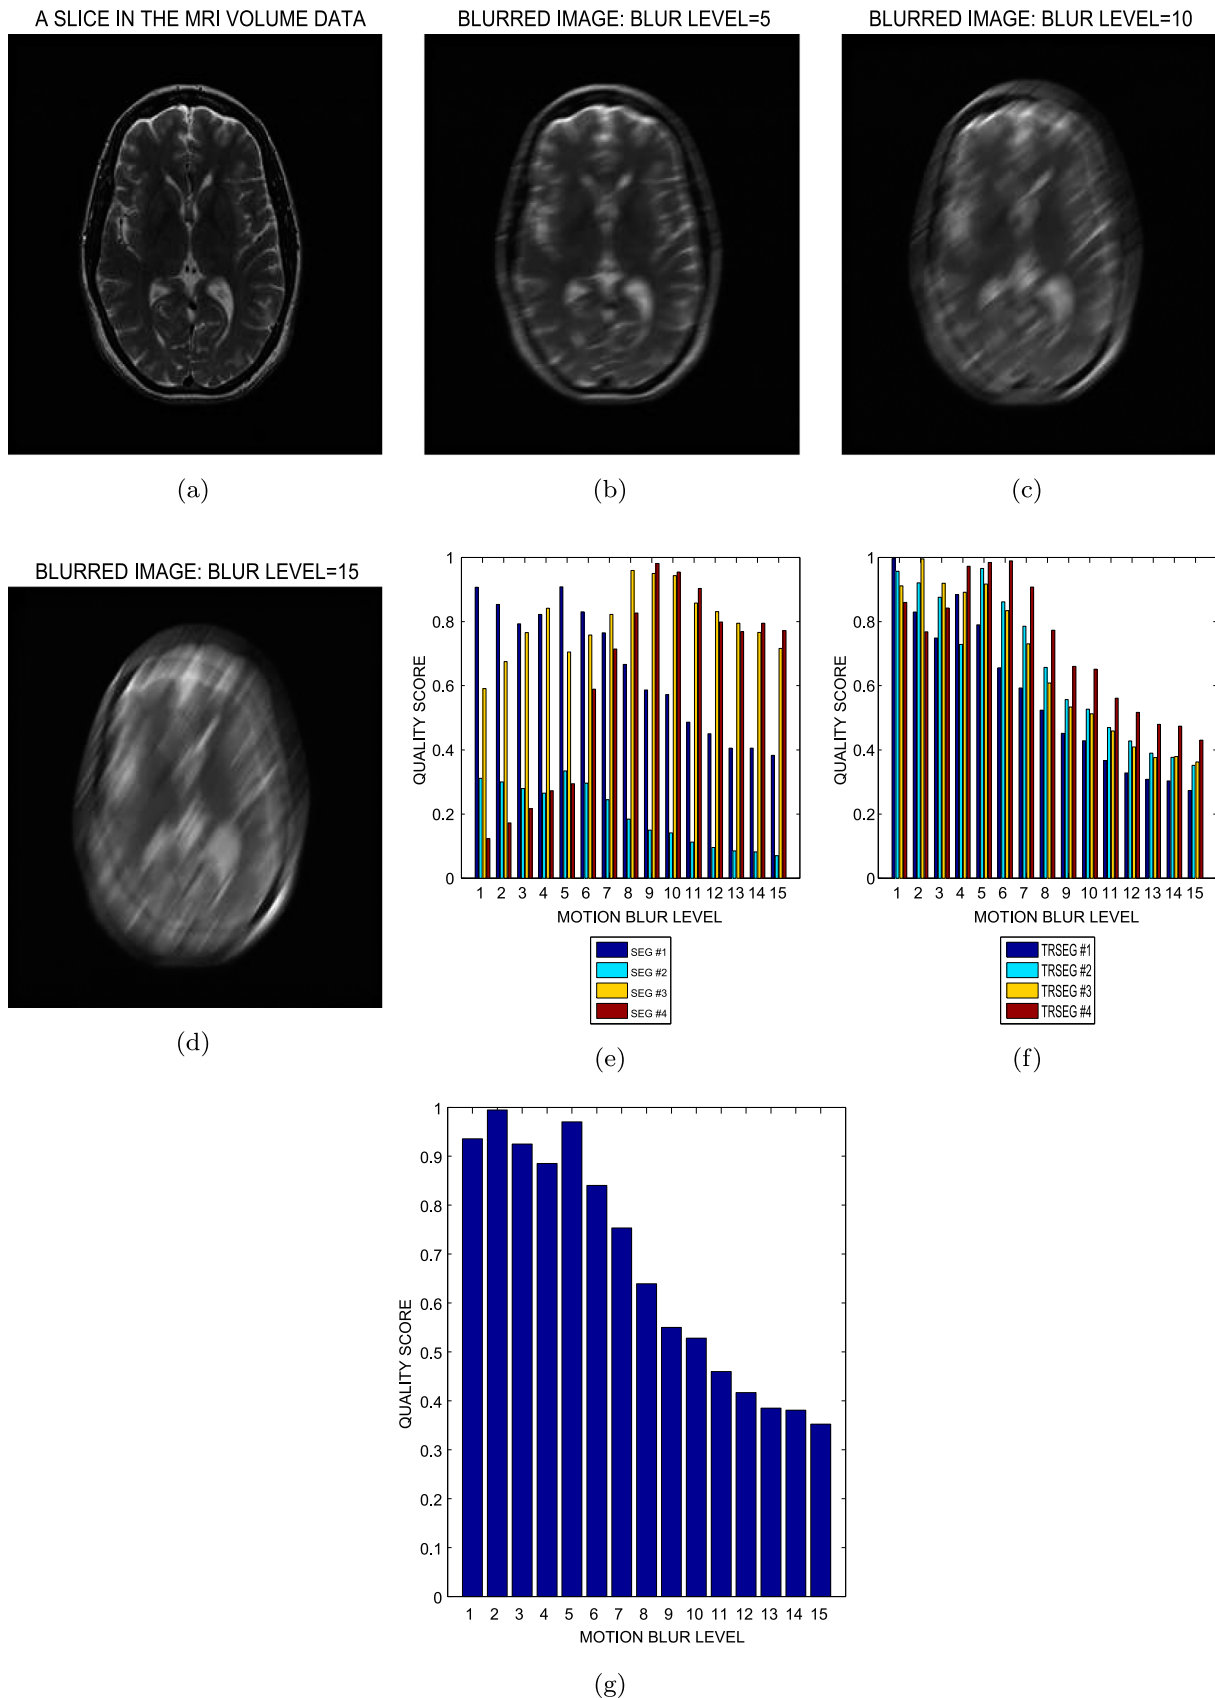 A SLICE IN THE MRI VOLUME DATA
BLURRED IMAGE: BLUR LEVEL=5
BLURRED IMAGE: BLUR LEVEL=10
(a)
(b)
(c)
BLURRED IMAGE: BLUR LEVEL=15
(d)
1
0.8
0.6
0.4
0.2
0
QUALITY SCORE
1 2 3 4 5 6 7 8 9 10 11 12 13 14 15
MOTION BLUR LEVEL
SEG #1
SEG #2
SEG #3
SEG #4
(e)
1
0.8
0.6
0.4
0.2
0
QUALITY SCORE
1 2 3 4 5 6 7 8 9 10 11 12 13 14 15
MOTION BLUR LEVEL
TRSEG #1
TRSEG #2
TRSEG #3
TRSEG #4
(f)
1
0.9
0.8
0.7
0.6
0.5
0.4
0.3
0.2
0.1
0
QUALITY SCORE
1 2 3 4 5 6 7 8 9 10 11 12 13 14 15
MOTION BLUR LEVEL
(g)